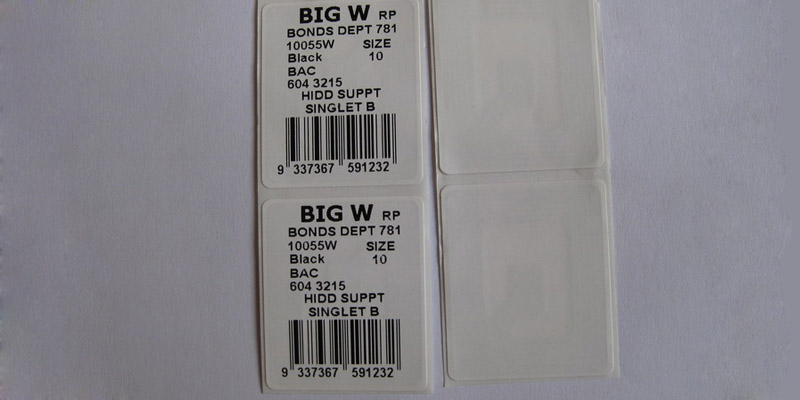 BIG W RP
BONDS DEPT 781
10055W SIZE
Black 10
BAC
604 3215
HIDD SUPPT
SINGLET B
9 337367 591232
BIG W RP
BONDS DEPT 781
10055W SIZE
Black 10
BAC
604 3215
HIDD SUPPT
SINGLET B
9 337367 591232